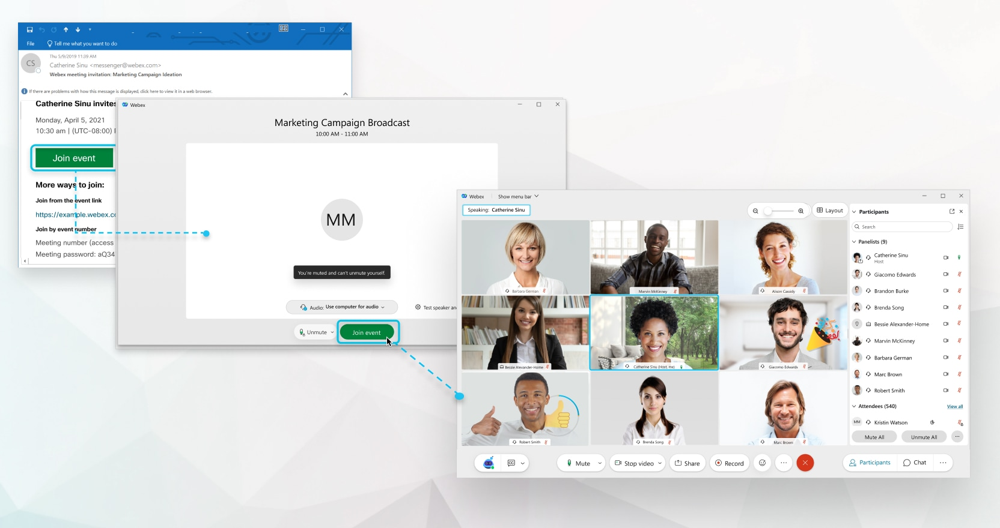 File
Tell me what you want to do
CS
Thu 5/9/2019 11:39 AM
Catherine Sinu <messenger@webex.com>
Webex meeting invitation: Marketing Campaign Ideation
If there are problems with how this message is displayed, click here to view it in a web browser.
Catherine Sinu invites
Monday, April 5, 2021
10:30 am | (UTC-08:00)
Join event
More ways to join:
Join from the event link
https://example.webex.co
Join by event number
Meeting number (access
Meeting password: aQ34
Webex
Marketing Campaign Broadcast
10:00 AM - 11:00 AM
MM
You're muted and can't unmute yourself.
Audio: Use computer for audio
Test speaker and
Unmute
Join event
Webex
Show menu bar
Speaking: Catherine Sinu
Layout
Barbara German
Marvin McKinney
Alison Cassidy
Bessie Alexander-Home
Catherine Sinu (Host, me)
Giacomo Edwards
Robert Smith
Brenda Song
Marc Brown
Participants
Search
Panelists (9)
Catherine Sinu
Host
Giacomo Edwards
Brandon Burke
Brenda Song
Bessie Alexander-Home
Marvin McKinney
Barbara German
Marc Brown
Robert Smith
Attendees (540)
View all
MM
Kristin Watson
Mute All
Unmute All
CC
Mute
Stop video
Share
Record
Participants
Chat